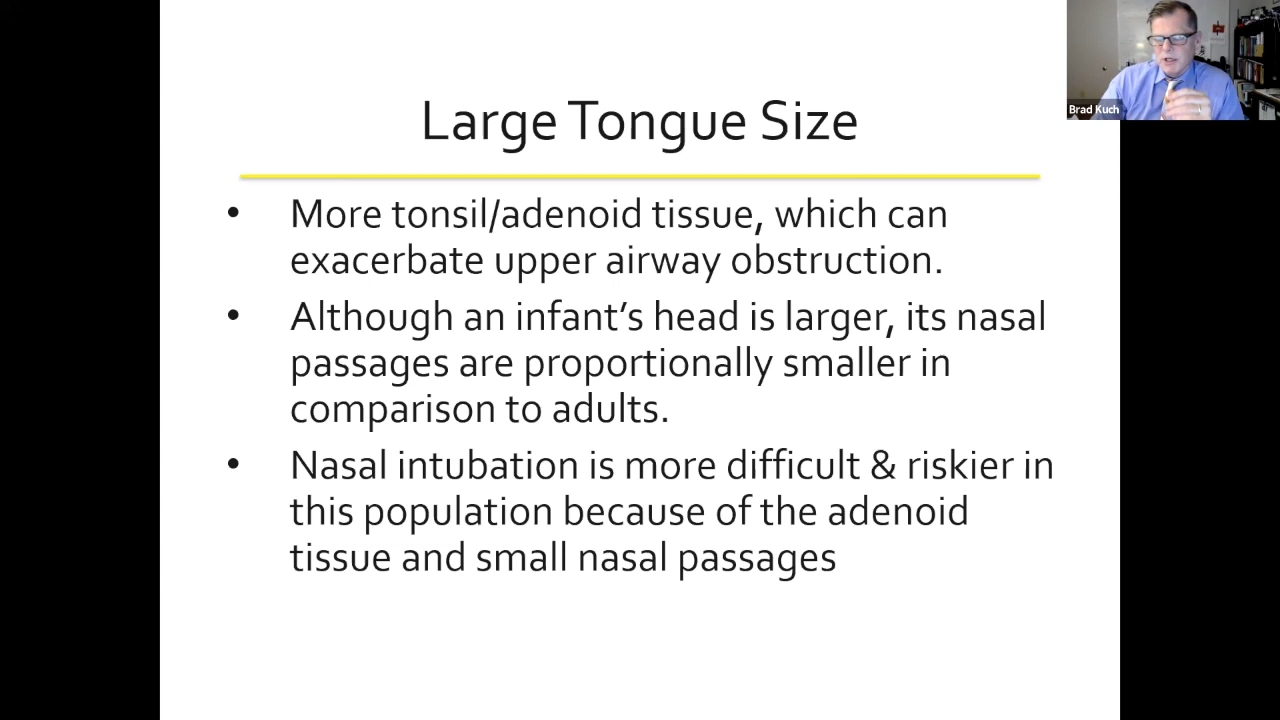 Large Tongue Size
• More tonsil/adenoid tissue, which can
exacerbate upper airway obstruction.
• Although an infant’s head is larger, its nasal
passages are proportionally smaller in
comparison to adults.
• Nasal intubation is more difficult & riskier in
this population because of the adenoid
tissue and small nasal passages
Brad Kuch